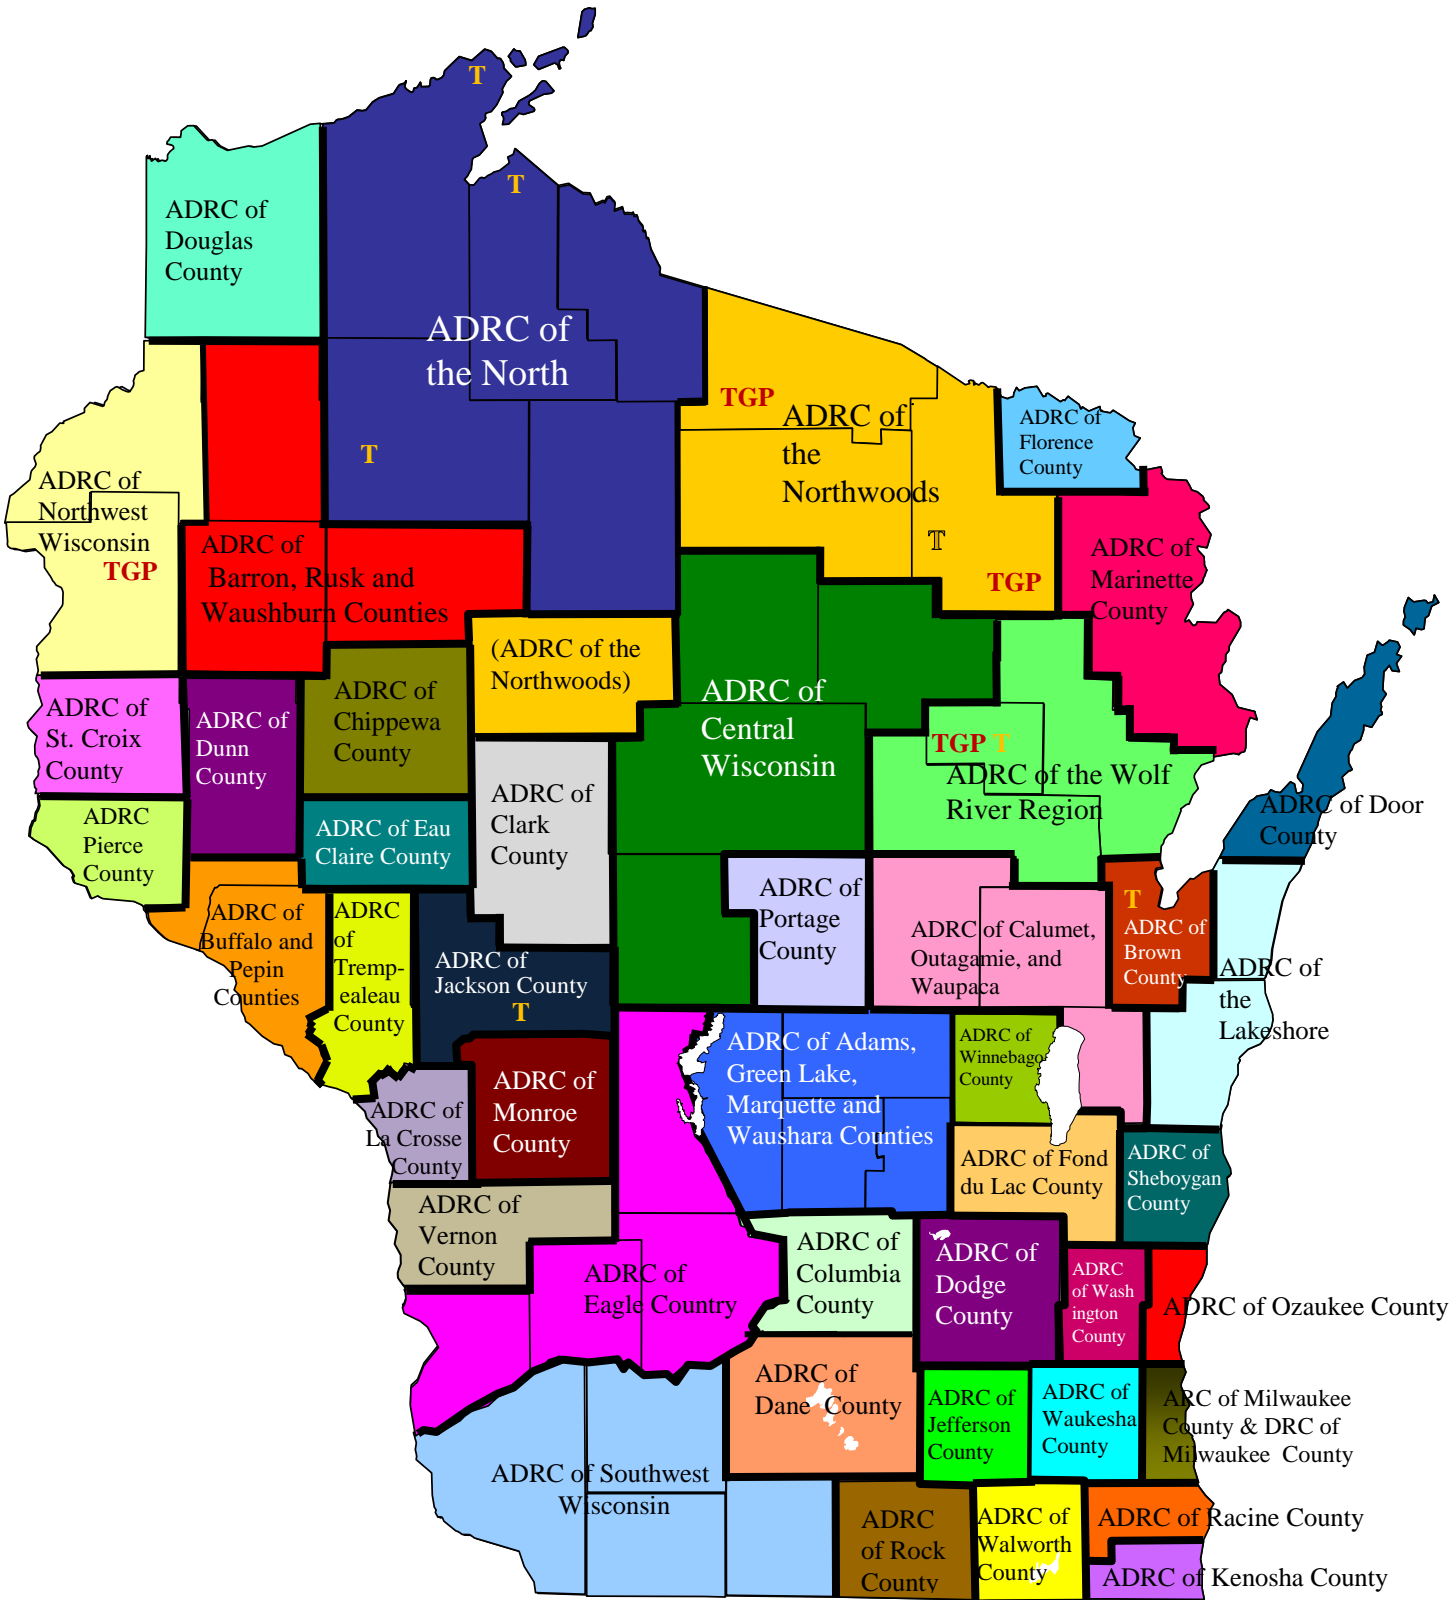 T
T
ADRC of
Douglas
County
ADRC of
the North
TGP
ADRC of
the
Northwoods
ADRC of
Florence
County
T
ADRC of
Northwest
Wisconsin
TGP
ADRC of
Barron, Rusk and
Waushburn Counties
T
TGP
ADRC of
Marinette
County
(ADRC of the
Northwoods)
ADRC of
St. Croix
County
ADRC of
Dunn
County
ADRC of
Chippewa
County
ADRC of
Central
Wisconsin
TGP T
ADRC of the Wolf
River Region
ADRC of Door
County
ADRC
Pierce
County
ADRC of Eau
Claire County
ADRC of
Clark
County
ADRC of
Portage
County
ADRC of Calumet,
Outagamie, and
Waupaca
T
ADRC of
Brown
County
ADRC of
the
Lakeshore
ADRC of
Buffalo and
Pepin
Counties
ADRC
of
Tremp-
ealeau
County
ADRC of
Jackson County
T
ADRC of Adams,
Green Lake,
Marquette and
Waushara Counties
ADRC of
Winnebago
County
ADRC of
La Crosse
County
ADRC of
Monroe
County
ADRC of Fond
du Lac County
ADRC of
Sheboygan
County
ADRC of
Vernon
County
ADRC of
Eagle Country
ADRC of
Columbia
County
ADRC of
Dodge
County
ADRC
of Wash
ington
County
ADRC of Ozaukee County
ADRC of
Dane County
ADRC of
Jefferson
County
ADRC of
Waukesha
County
ARC of Milwaukee
County & DRC of
Milwaukee County
ADRC of Southwest
Wisconsin
ADRC
of Rock
County
ADRC of
Walworth
County
ADRC of Racine County
ADRC of Kenosha County